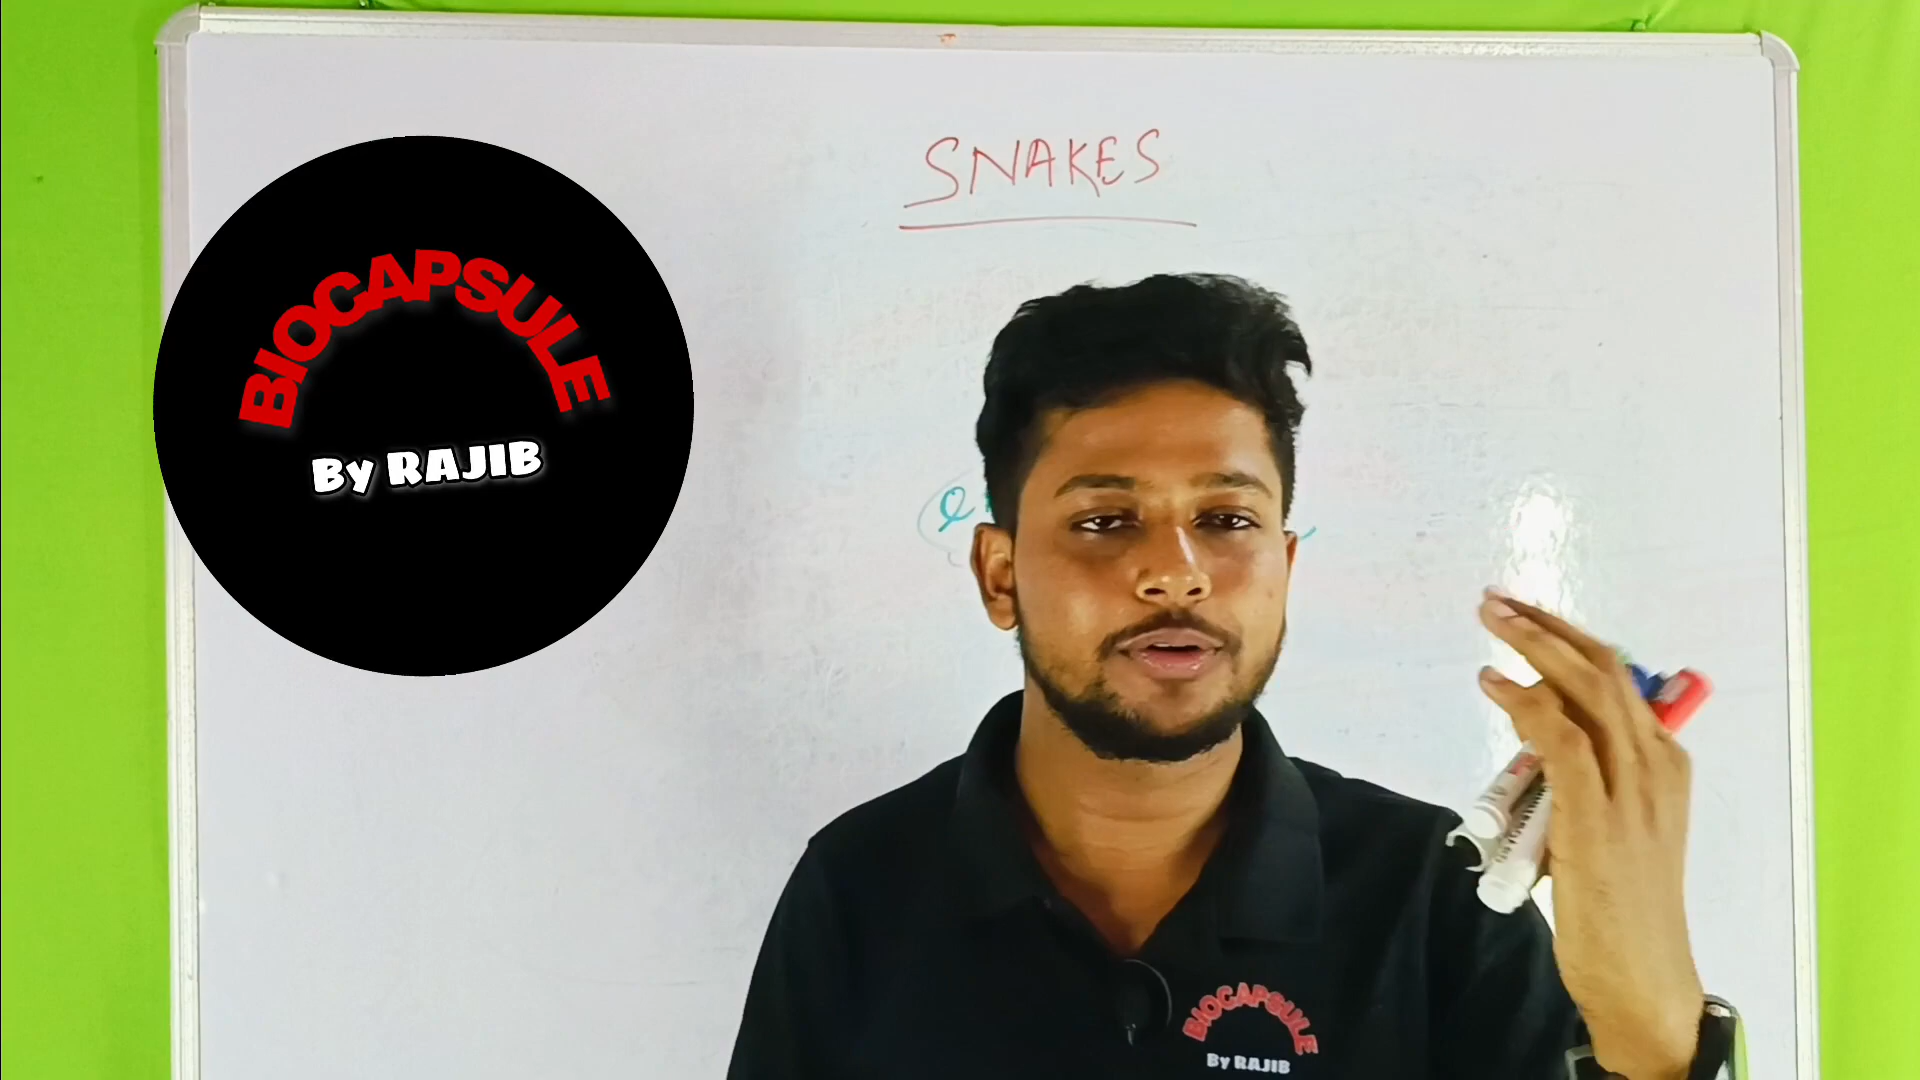 SNAKES
BIOCAPSULE
By RAJIB
BIOCAPSULE
By RAJIB